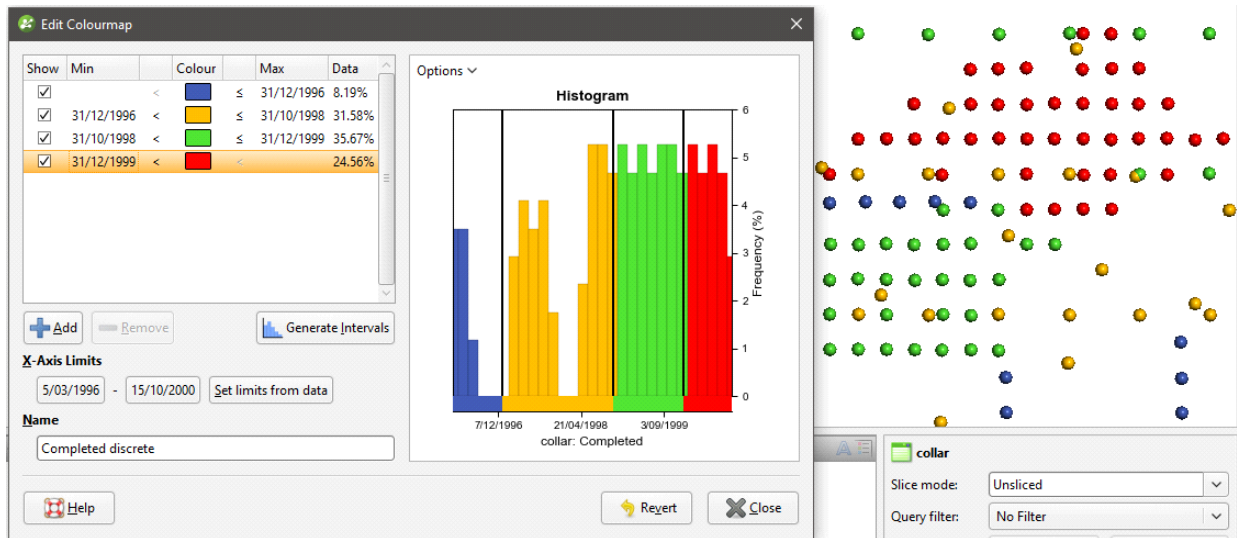 Edit Colourmap
Show Min Colour Max Data
< ≤ 31/12/1996 8.19%
31/12/1996 < ≤ 31/10/1998 31.58%
31/10/1998 < ≤ 31/12/1999 35.67%
31/12/1999 < < 24.56%
Add Remove Generate Intervals
X-Axis Limits
5/03/1996 - 15/10/2000 Set limits from data
Name
Completed discrete
Options
Histogram
6
5
4
3
2
1
0
Frequency (%)
7/12/1996 21/04/1998 3/09/1999
collar: Completed
Help Revert Close
collar
Slice mode: Unsliced
Query filter: No Filter